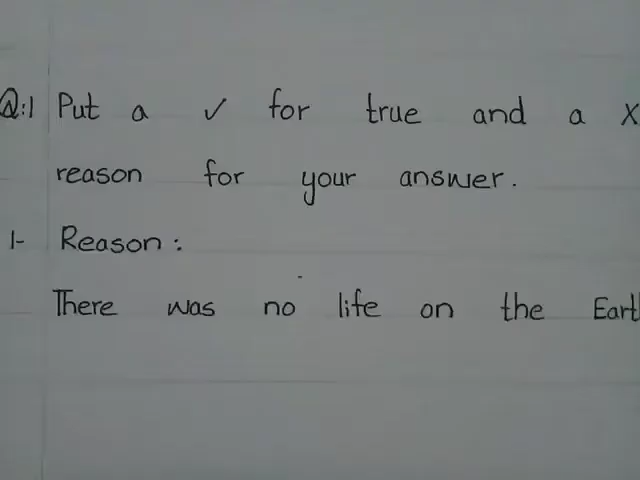 Q:1 Put a ✓ for true and a X
reason for your answer.
1- Reason:
There was no life on the Eart